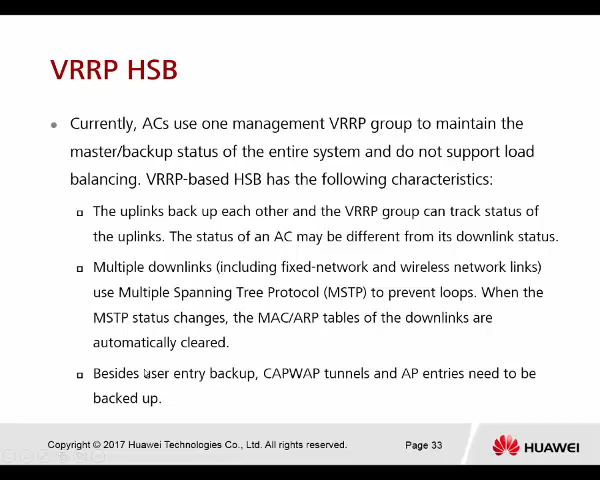 VRRP HSB
Currently, ACs use one management VRRP group to maintain the
master/backup status of the entire system and do not support load
balancing. VRRP-based HSB has the following characteristics:
The uplinks back up each other and the VRRP group can track status of
the uplinks. The status of an AC may be different from its downlink status.
Multiple downlinks (including fixed-network and wireless network links)
use Multiple Spanning Tree Protocol (MSTP) to prevent loops. When the
MSTP status changes, the MAC/ARP tables of the downlinks are
automatically cleared.
Besides user entry backup, CAPWAP tunnels and AP entries need to be
backed up.
Copyright © 2017 Huawei Technologies Co., Ltd. All rights reserved.
Page 33
HUAWEI